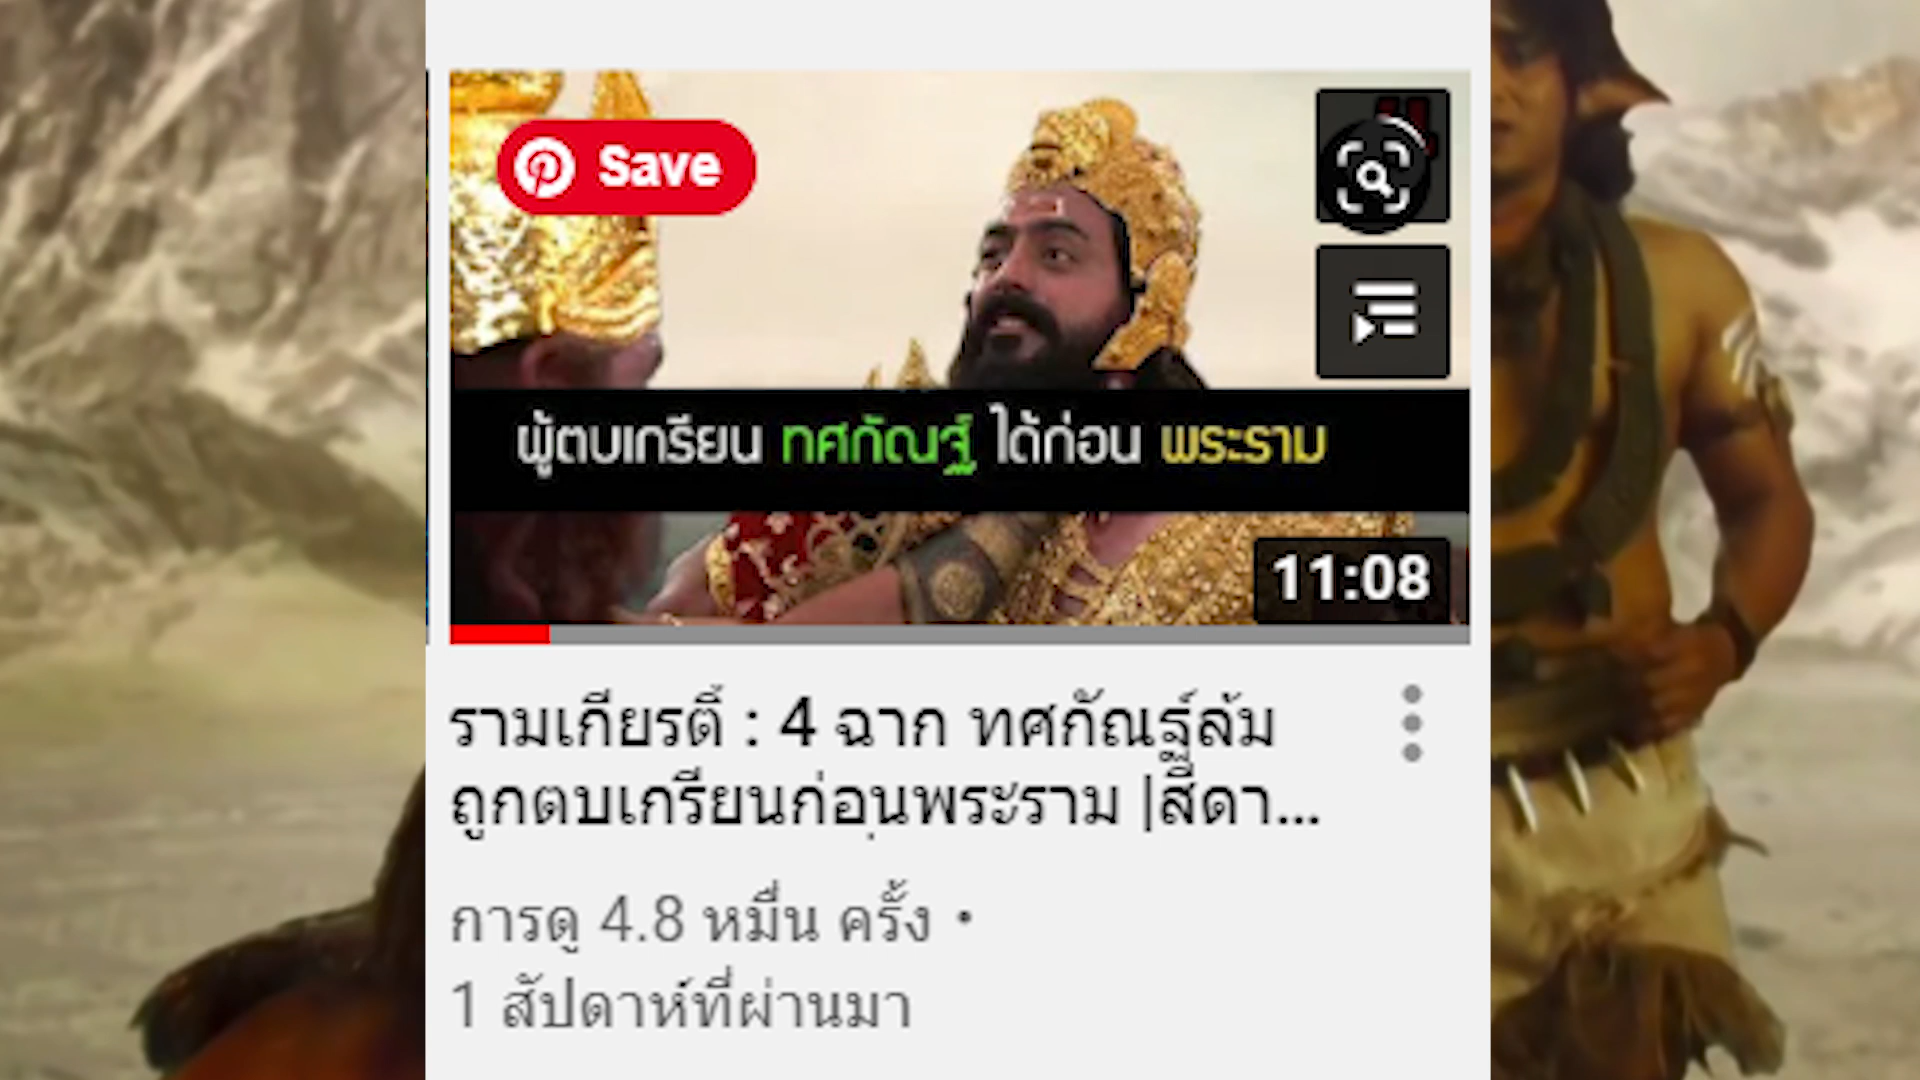 Save
ผู้ตบเกรียน ทศกัณฐ์ ได้ก่อน พระราม
11:08
รามเกียรติ์ : 4 ฉาก ทศกัณฐ์ล้ม
ถูกตบเกรียนก่อนพระราม |สีดา...
การดู 4.8 หมื่น ครั้ง •
1 สัปดาห์ที่ผ่านมา